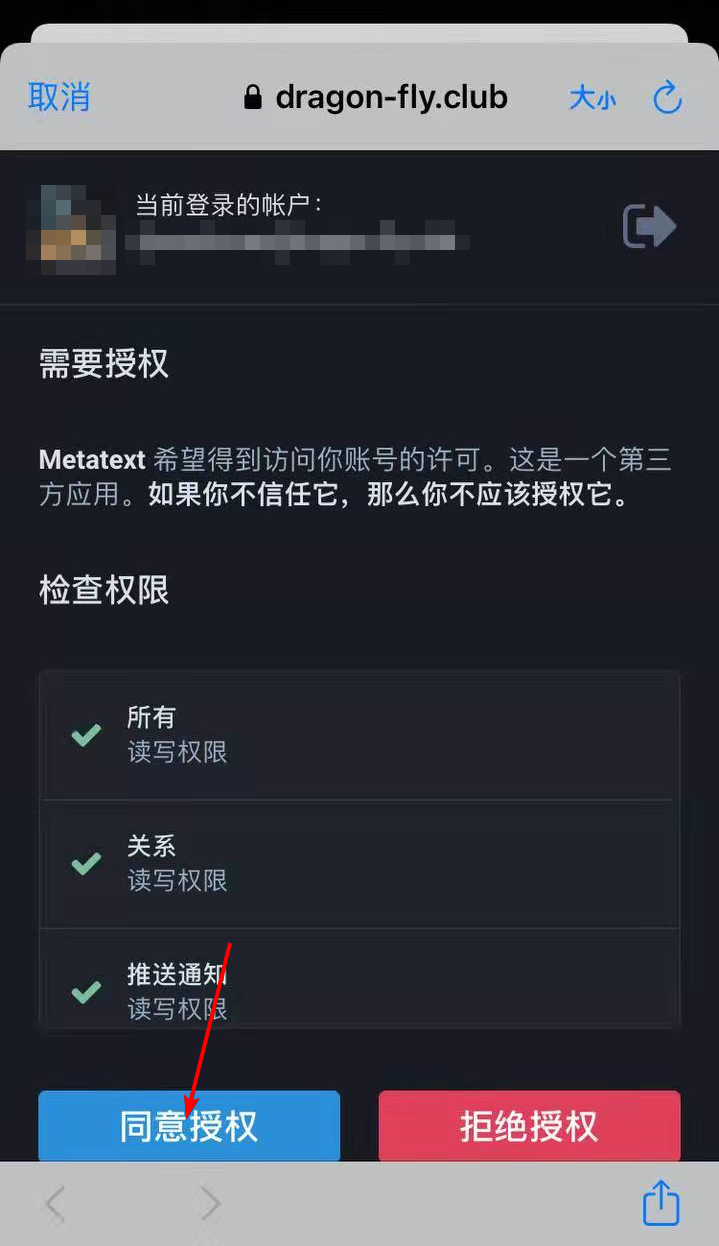 取消
dragon-fly.club
大小
当前登录的帐户：
需要授权
Metatext 希望得到访问你账号的许可。这是一个第三
方应用。如果你不信任它，那么你不应该授权它。
检查权限
所有
读写权限
关系
读写权限
推送通知
读写权限
同意授权
拒绝授权